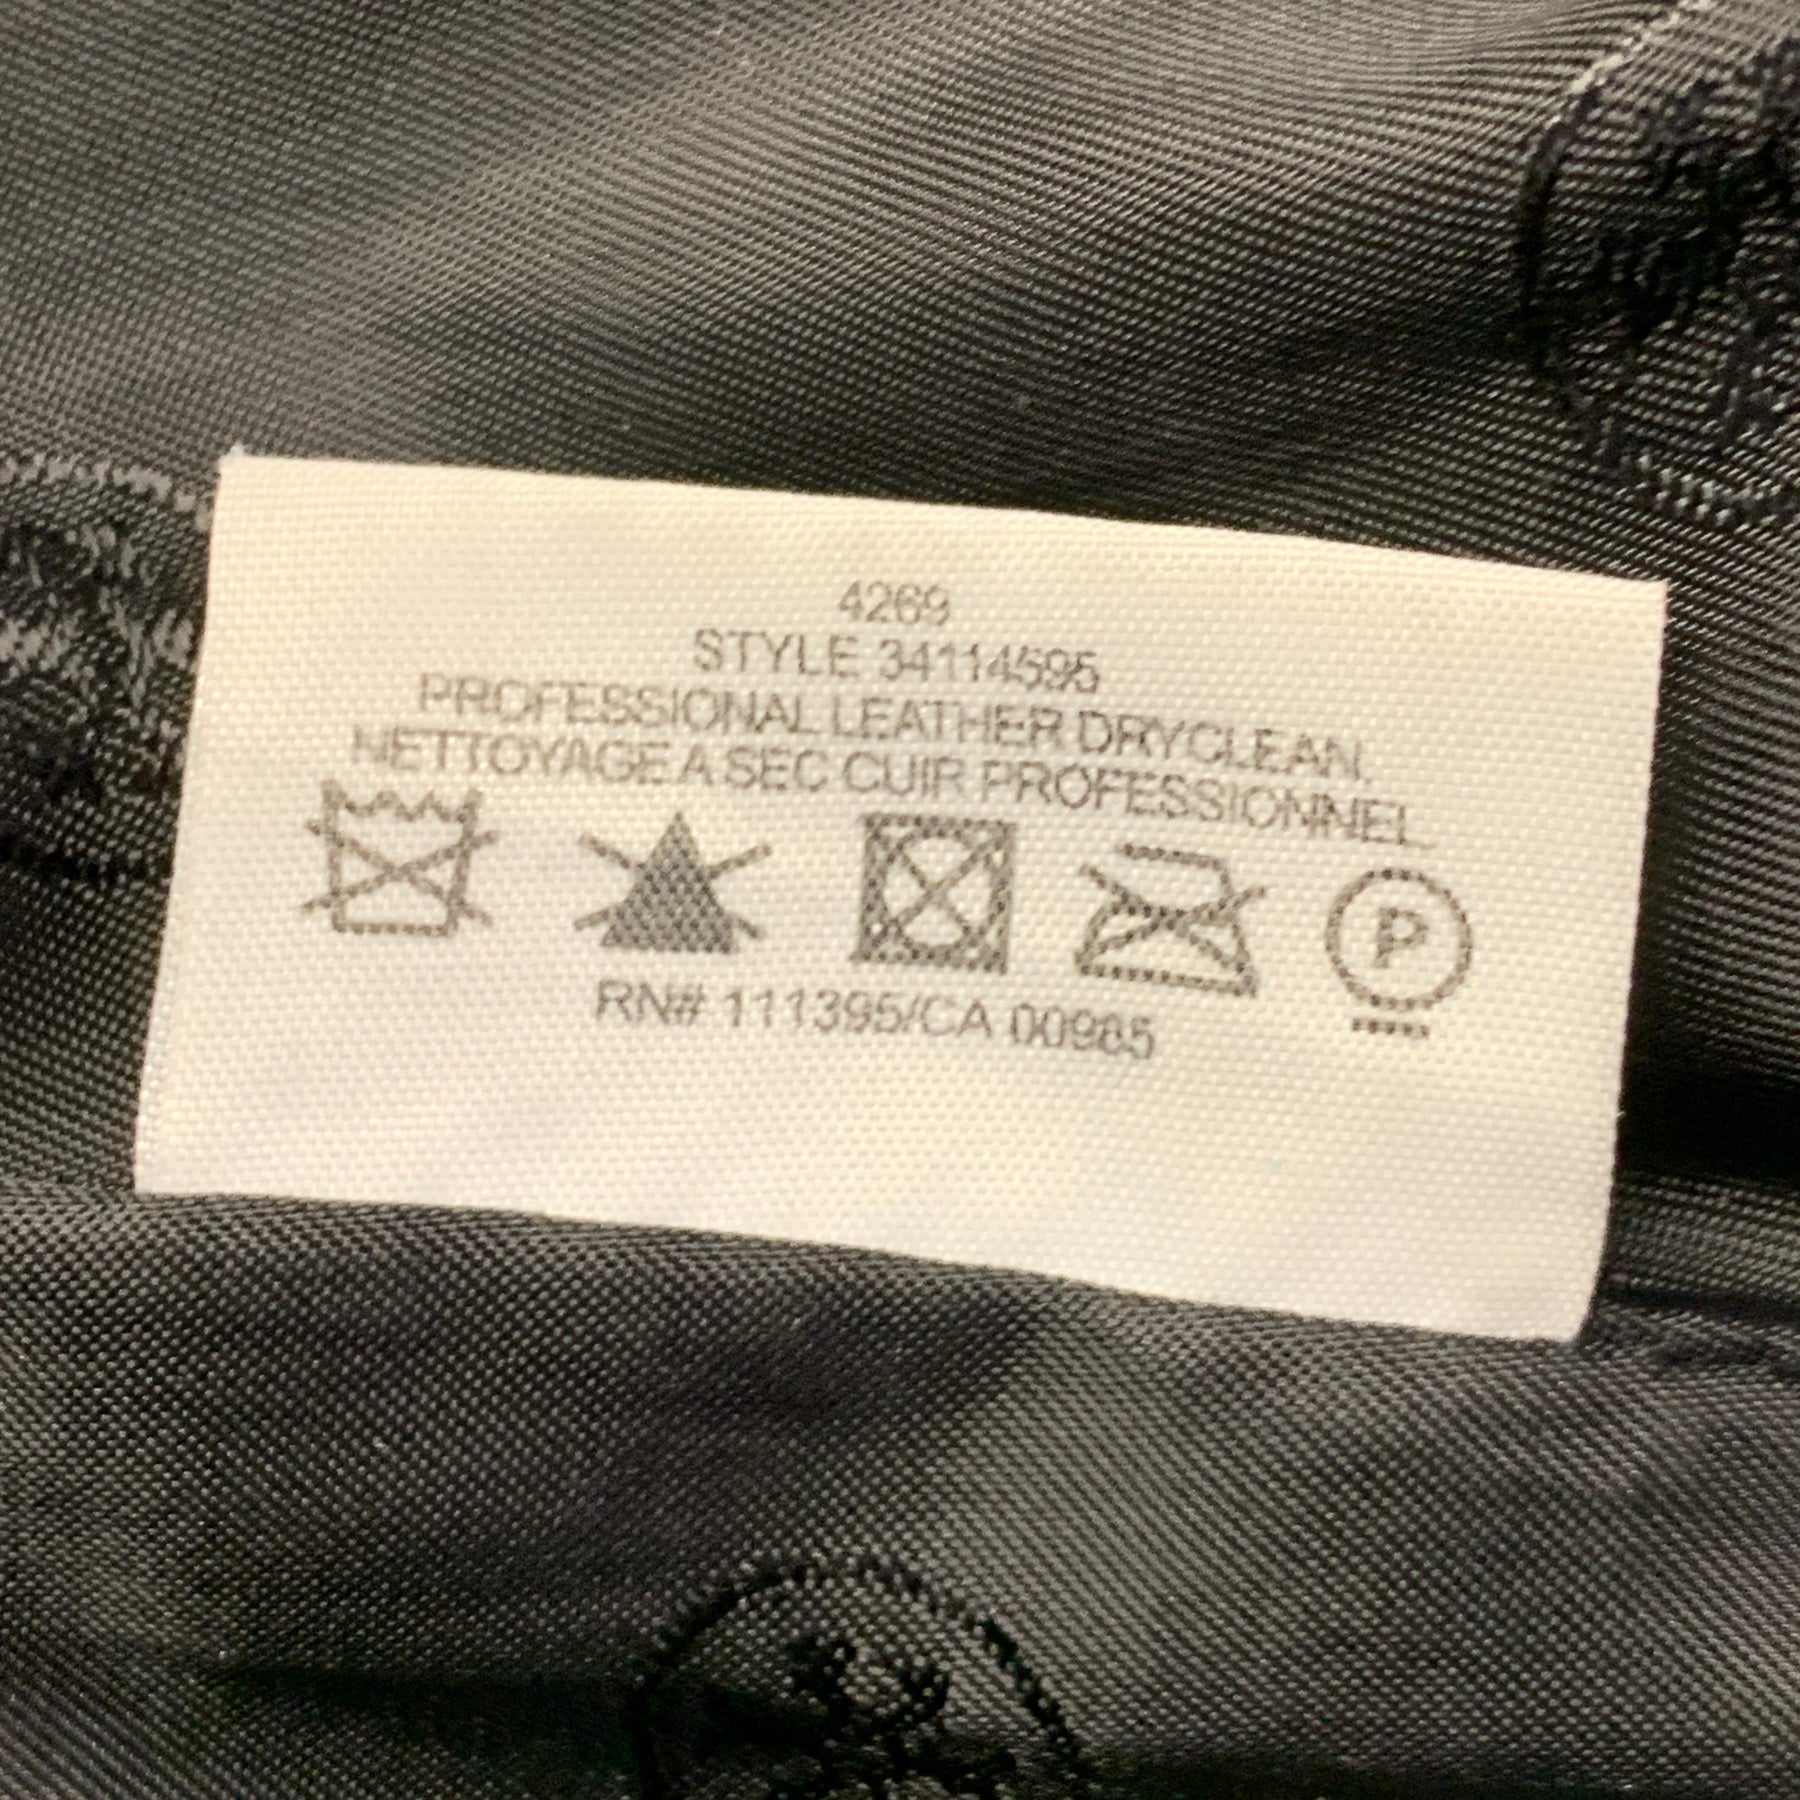 4269
STYLE 34114595
PROFESSIONAL LEATHER DRYCLEAN.
NETTOYAGE A SEC CUIR PROFESSIONNEL
P
RN# 111395/CA 00985